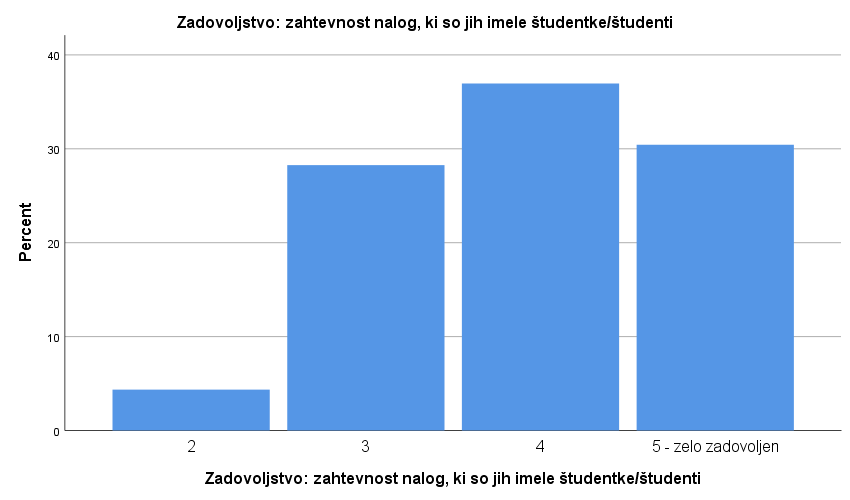 Zadovoljstvo: zahtevnost nalog, ki so jih imele študentke/študenti
40
30
20
10
0
Percent
2 3 4 5 - zelo zadovoljen
Zadovoljstvo: zahtevnost nalog, ki so jih imele študentke/študenti